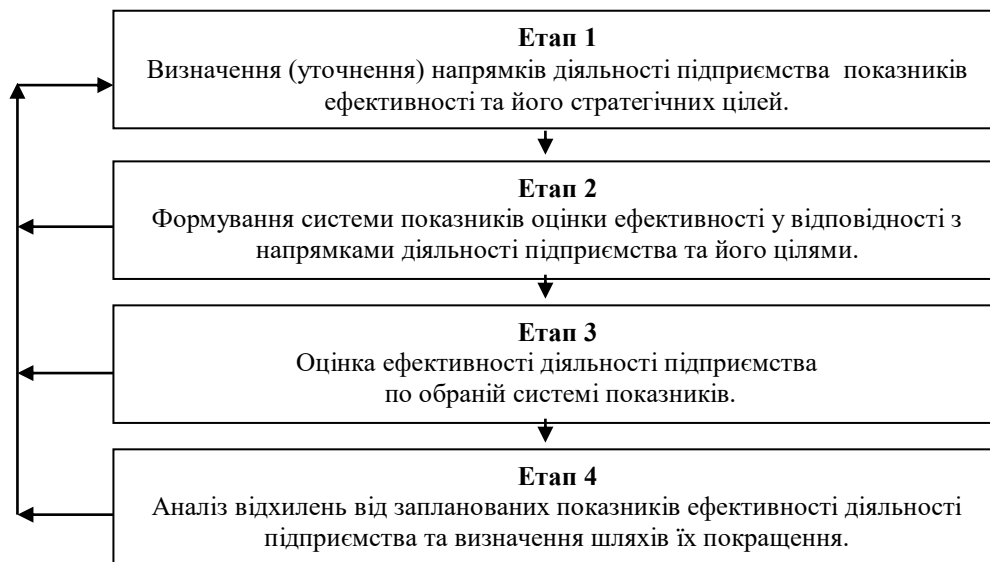 Етап 1
Визначення (уточнення) напрямків діяльності підприємства показників
ефективності та його стратегічних цілей.
Етап 2
Формування системи показників оцінки ефективності у відповідності з
напрямками діяльності підприємства та його цілями.
Етап 3
Оцінка ефективності діяльності підприємства
по обраній системі показників.
Етап 4
Аналіз відхилень від запланованих показників ефективності діяльності
підприємства та визначення шляхів їх покращення.